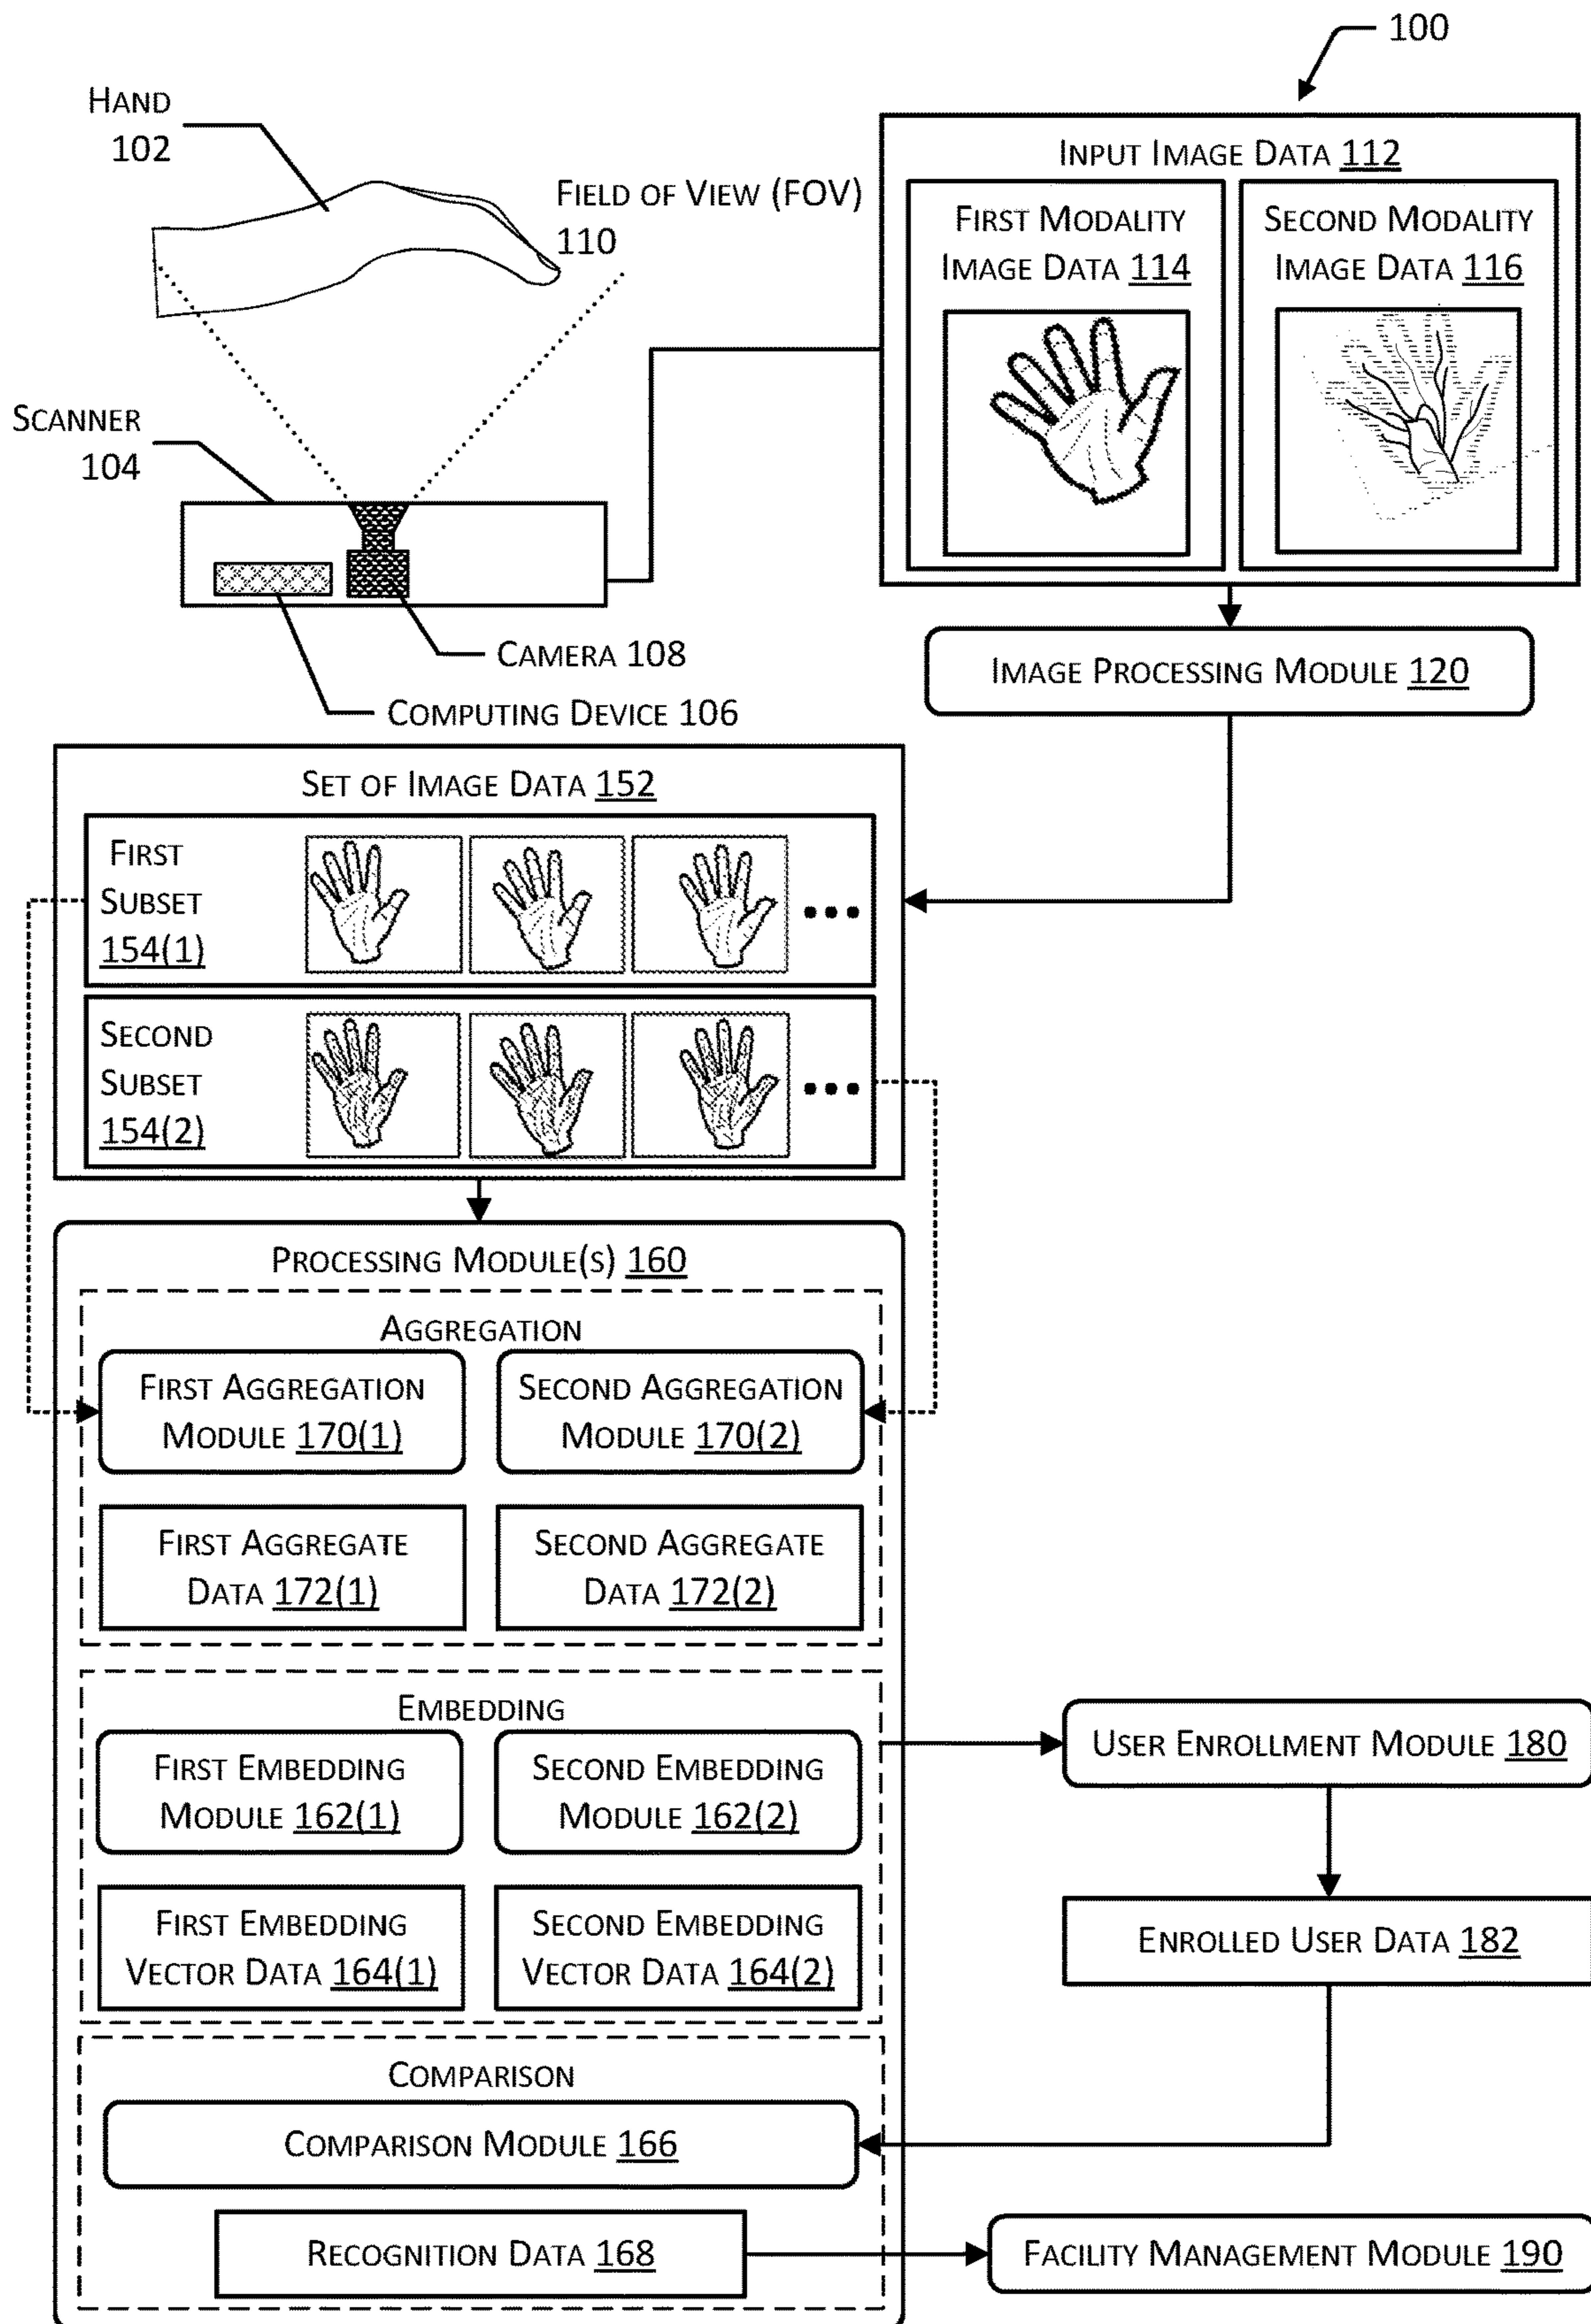 100
HAND
102
FIELD OF VIEW (FOV)
110
SCANNER
104
CAMERA 108
COMPUTING DEVICE 106
INPUT IMAGE DATA 112
FIRST MODALITY
IMAGE DATA 114
SECOND MODALITY
IMAGE DATA 116
IMAGE PROCESSING MODULE 120
SET OF IMAGE DATA 152
FIRST
SUBSET
154(1)
SECOND
SUBSET
154(2)
PROCESSING MODULE(S) 160
AGGREGATION
FIRST AGGREGATION
MODULE 170(1)
SECOND AGGREGATION
MODULE 170(2)
FIRST AGGREGATE
DATA 172(1)
SECOND AGGREGATE
DATA 172(2)
EMBEDDING
FIRST EMBEDDING
MODULE 162(1)
SECOND EMBEDDING
MODULE 162(2)
FIRST EMBEDDING
VECTOR DATA 164(1)
SECOND EMBEDDING
VECTOR DATA 164(2)
USER ENROLLMENT MODULE 180
ENROLLED USER DATA 182
COMPARISON
COMPARISON MODULE 166
RECOGNITION DATA 168
FACILITY MANAGEMENT MODULE 190